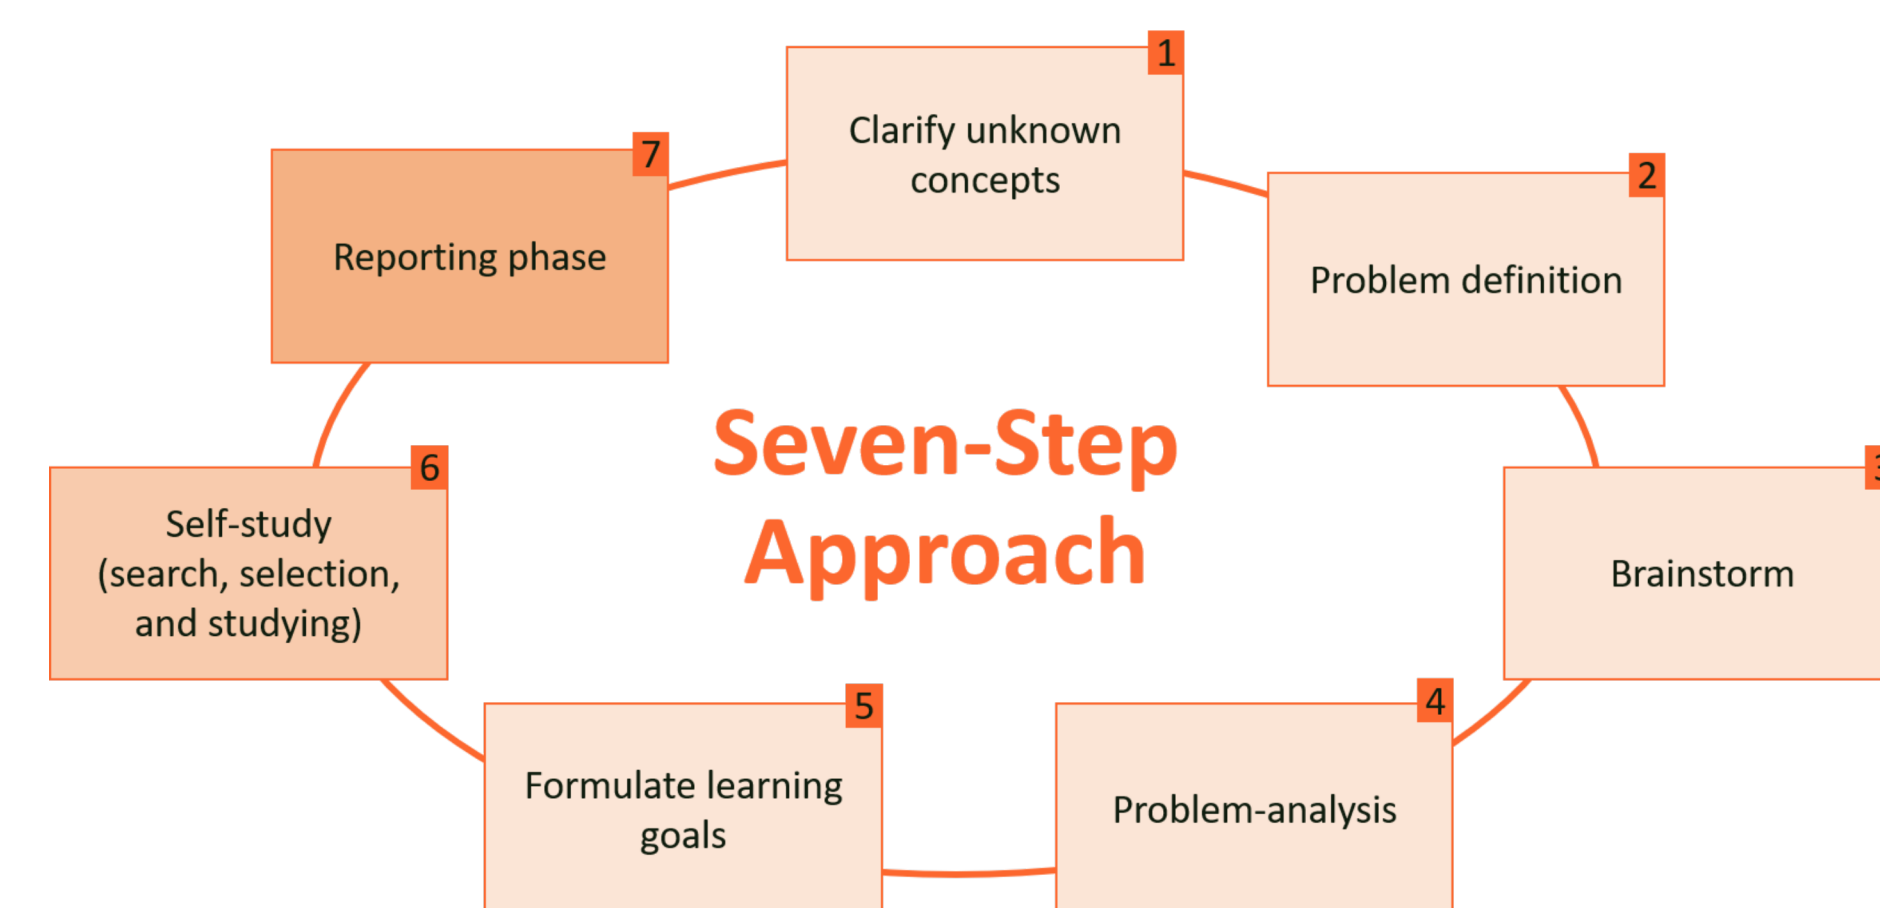 1
Clarify unknown
concepts
2
Problem definition
3
Brainstorm
4
Problem-analysis
5
Formulate learning
goals
6
Self-study
(search, selection,
and studying)
7
Reporting phase
Seven-Step
Approach